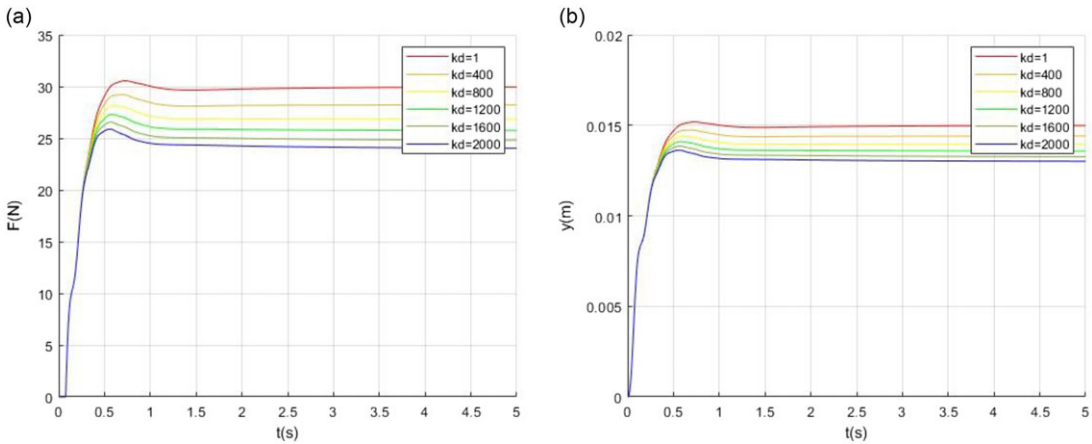 (a)
35
30
25
20
15
10
5
0
F(N)
0 0.5 1 1.5 2 2.5 3 3.5 4 4.5 5
t(s)
kd=1
kd=400
kd=800
kd=1200
kd=1600
kd=2000
(b)
0.02
0.015
0.01
0.005
0
y(m)
0 0.5 1 1.5 2 2.5 3 3.5 4 4.5 5
t(s)
kd=1
kd=400
kd=800
kd=1200
kd=1600
kd=2000